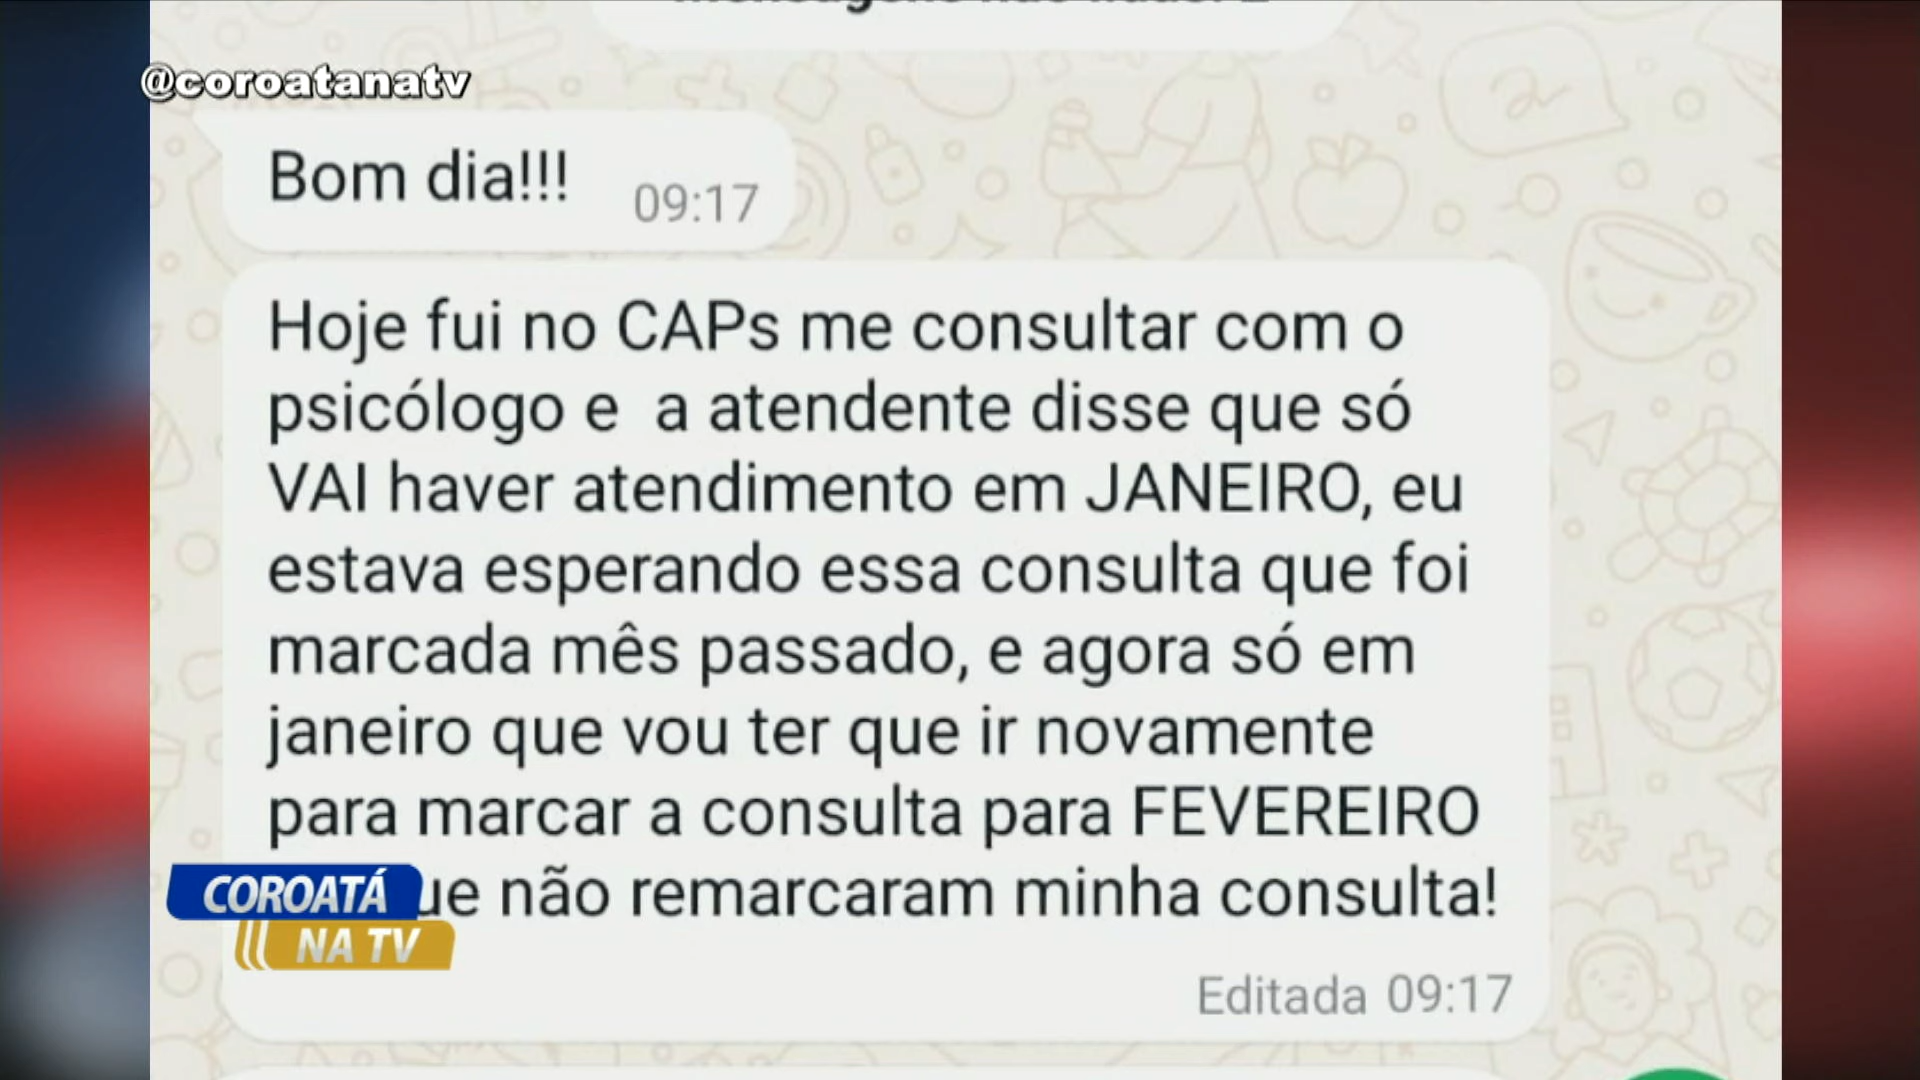 @coroatanatv
Bom dia!!! 09:17
Hoje fui no CAPs me consultar com o
psicólogo e a atendente disse que só
VAI haver atendimento em JANEIRO, eu
estava esperando essa consulta que foi
marcada mês passado, e agora só em
janeiro que vou ter que ir novamente
para marcar a consulta para FEVEREIRO
não remarcaram minha consulta!
COROATÁ
NA TV
Editada 09:17